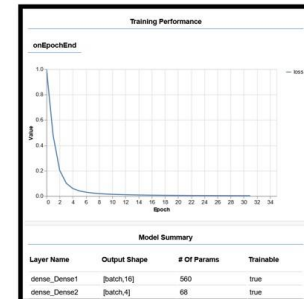 Training Performance
onEpochEnd
1.0
0.8
0.6
0.4
0.2
0.0
Value
loss
0 2 4 6 8 10 12 14 16 18 20 22 24 26 28 30 32 34
Epoch
Model Summary
Layer Name Output Shape # Of Params Trainable
dense_Dense1 [batch,16] 560 true
dense_Dense2 [batch,4] 68 true